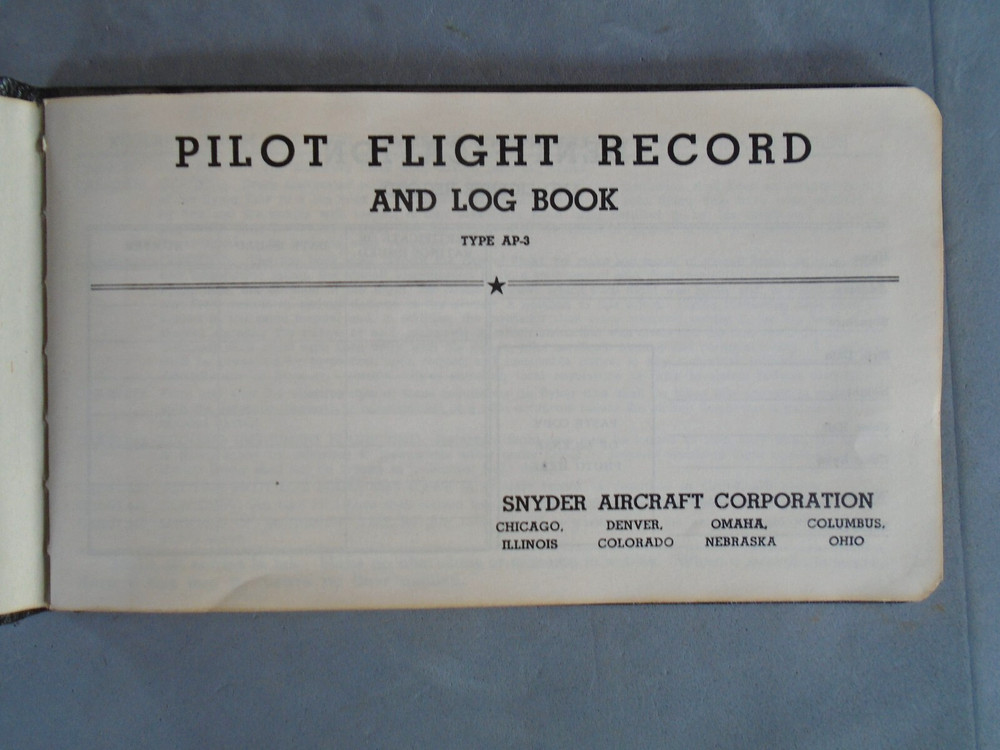 PILOT FLIGHT RECORD
AND LOG BOOK
TYPE AP-3
SNYDER AIRCRAFT CORPORATION
CHICAGO, DENVER, OMAHA, COLUMBUS,
ILLINOIS COLORADO NEBRASKA OHIO